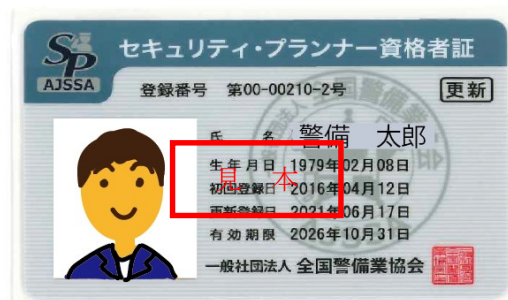 SP
AJSSA
セキュリティ・プランナー資格者証
登録番号 第00-00210-2号
更新
氏 名 警備 太郎
生年月日 1979年02月08日
初回登録日 2016年04月12日
更新登録日 2021年06月17日
有効期限 2026年10月31日
見本
一般社団法人 全国警備業協会